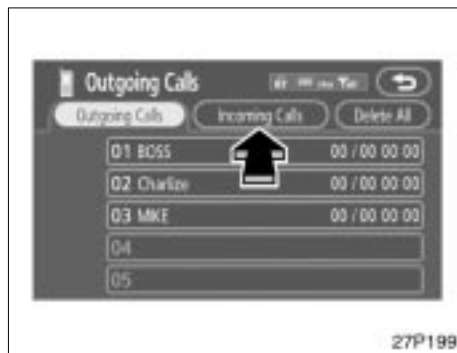 Outgoing Calls
Outgoing Calls Incoming Calls Delete All
01 BOSS 00 / 00 00 00
02 Charlize 00 / 00 00 00
03 MIKE 00 / 00 00 00
04
05
27P199